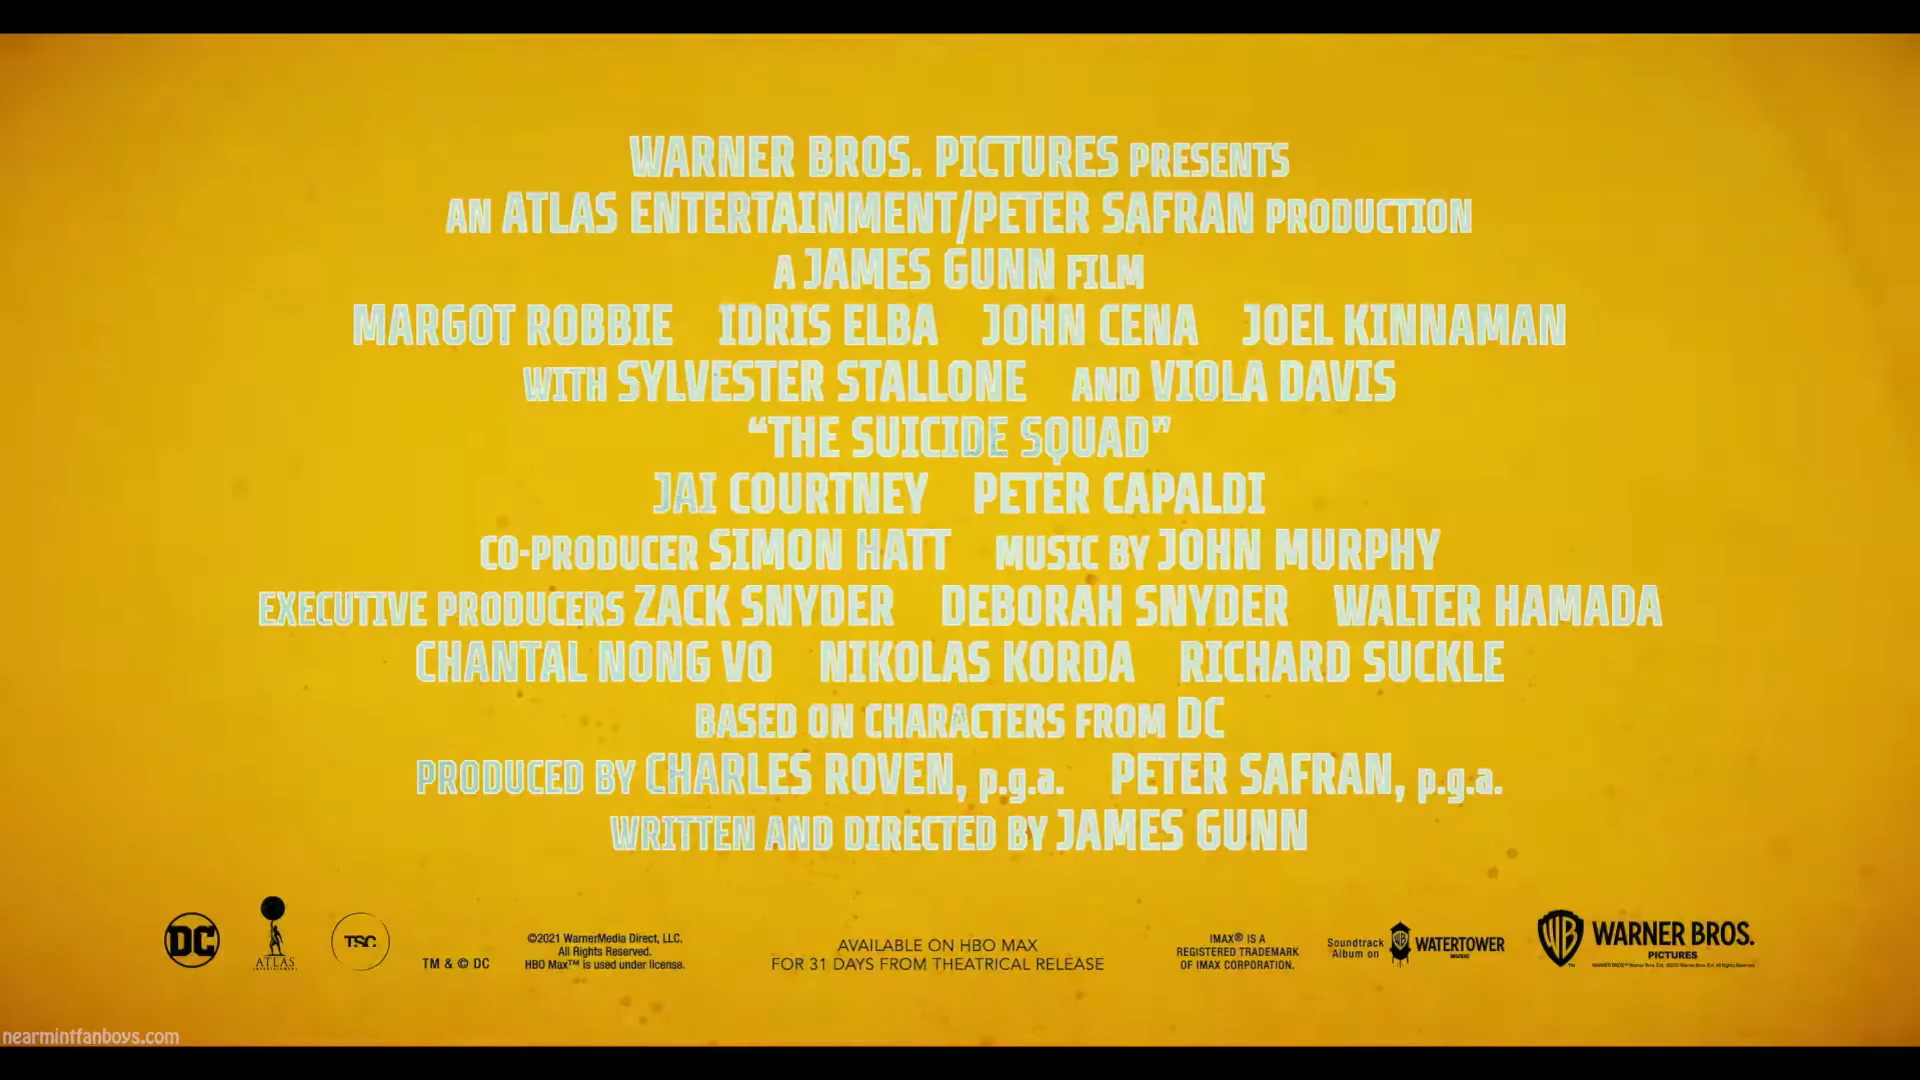 WARNER BROS. PICTURES PRESENTS
AN ATLAS ENTERTAINMENT/PETER SAFRAN PRODUCTION
A JAMES GUNN FILM
MARGOT ROBBIE IDRIS ELBA JOHN CENA JOEL KINNAMAN
WITH SYLVESTER STALLONE AND VIOLA DAVIS
“THE SUICIDE SQUAD”
JAI COURTNEY PETER CAPALDI
CO-PRODUCER SIMON HATT MUSIC BY JOHN MURPHY
EXECUTIVE PRODUCERS ZACK SNYDER DEBORAH SNYDER WALTER HAMADA
CHANTAL NONG VO NIKOLAS KORDA RICHARD SUCKLE
BASED ON CHARACTERS FROM DC
PRODUCED BY CHARLES ROVEN, p.g.a. PETER SAFRAN, p.g.a.
WRITTEN AND DIRECTED BY JAMES GUNN
DC
ATLAS
ENTERTAINMENT
TSC
TM & © DC
©2021 WarnerMedia Direct, LLC.
All Rights Reserved.
HBO Max™ is used under license.
AVAILABLE ON HBO MAX
FOR 31 DAYS FROM THEATRICAL RELEASE
IMAX® IS A
REGISTERED TRADEMARK
OF IMAX CORPORATION.
Soundtrack
Album on
WB
WATERTOWER
MUSIC
WB
™
WARNER BROS.
PICTURES
nearmintfanboys.com